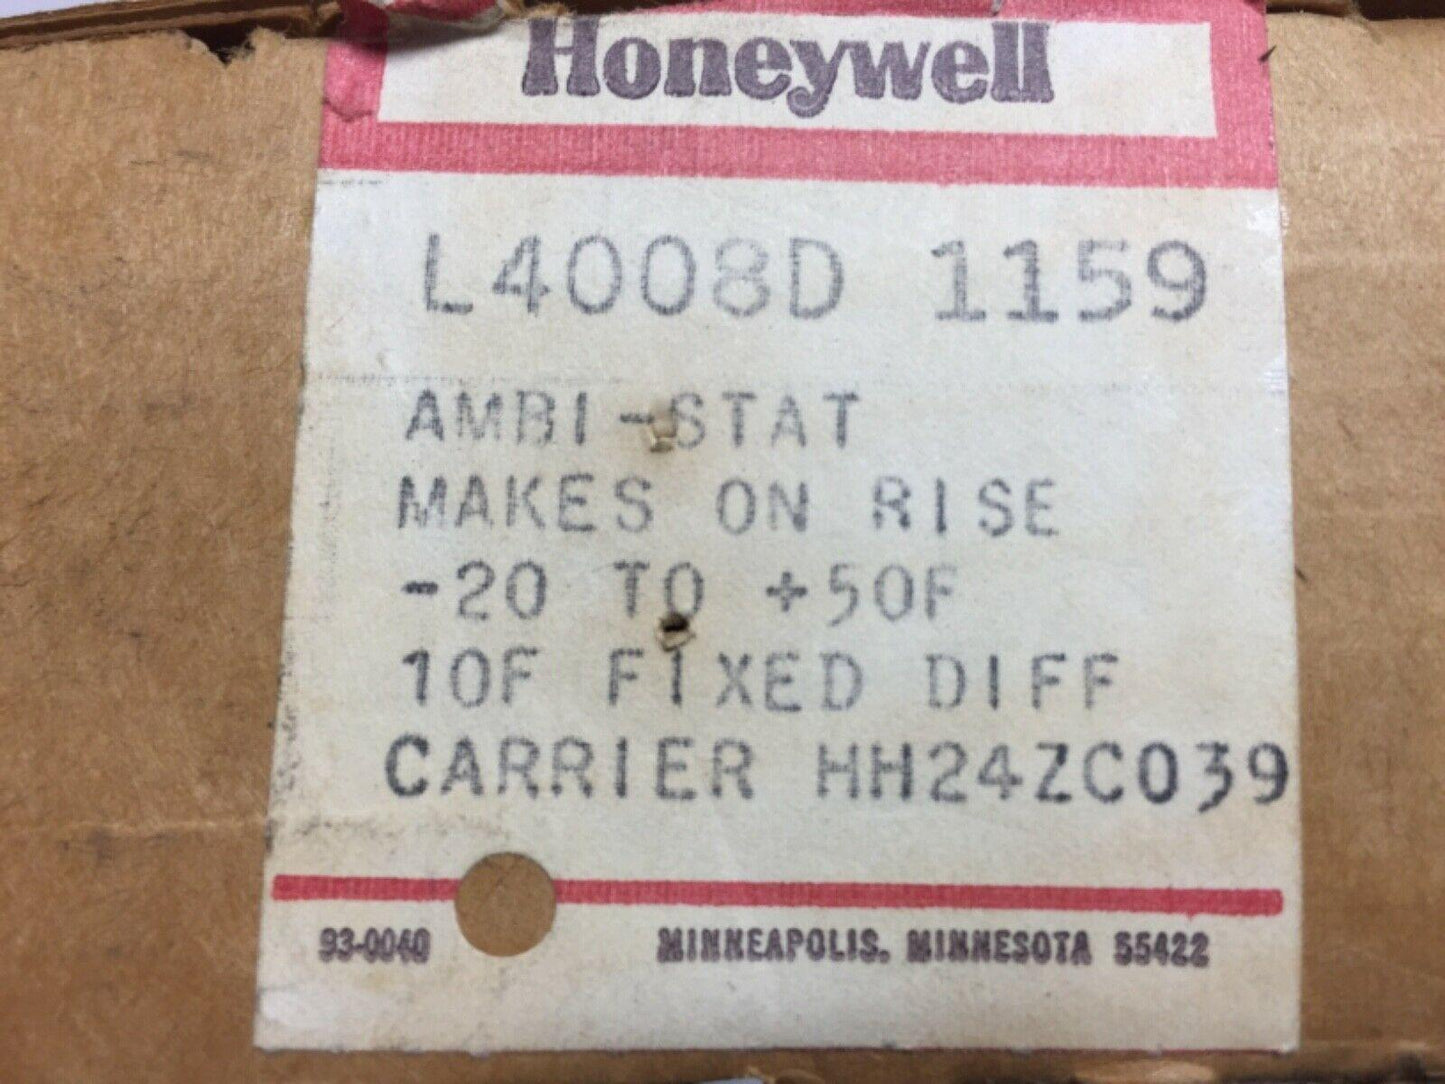 Honeywell
L4008D 1159
AMBI-STAT
MAKES ON RISE
-20 TO +50F
10F FIXED DIFF
CARRIER HH24ZC039
93-0040
MINNEAPOLIS, MINNESOTA 55422